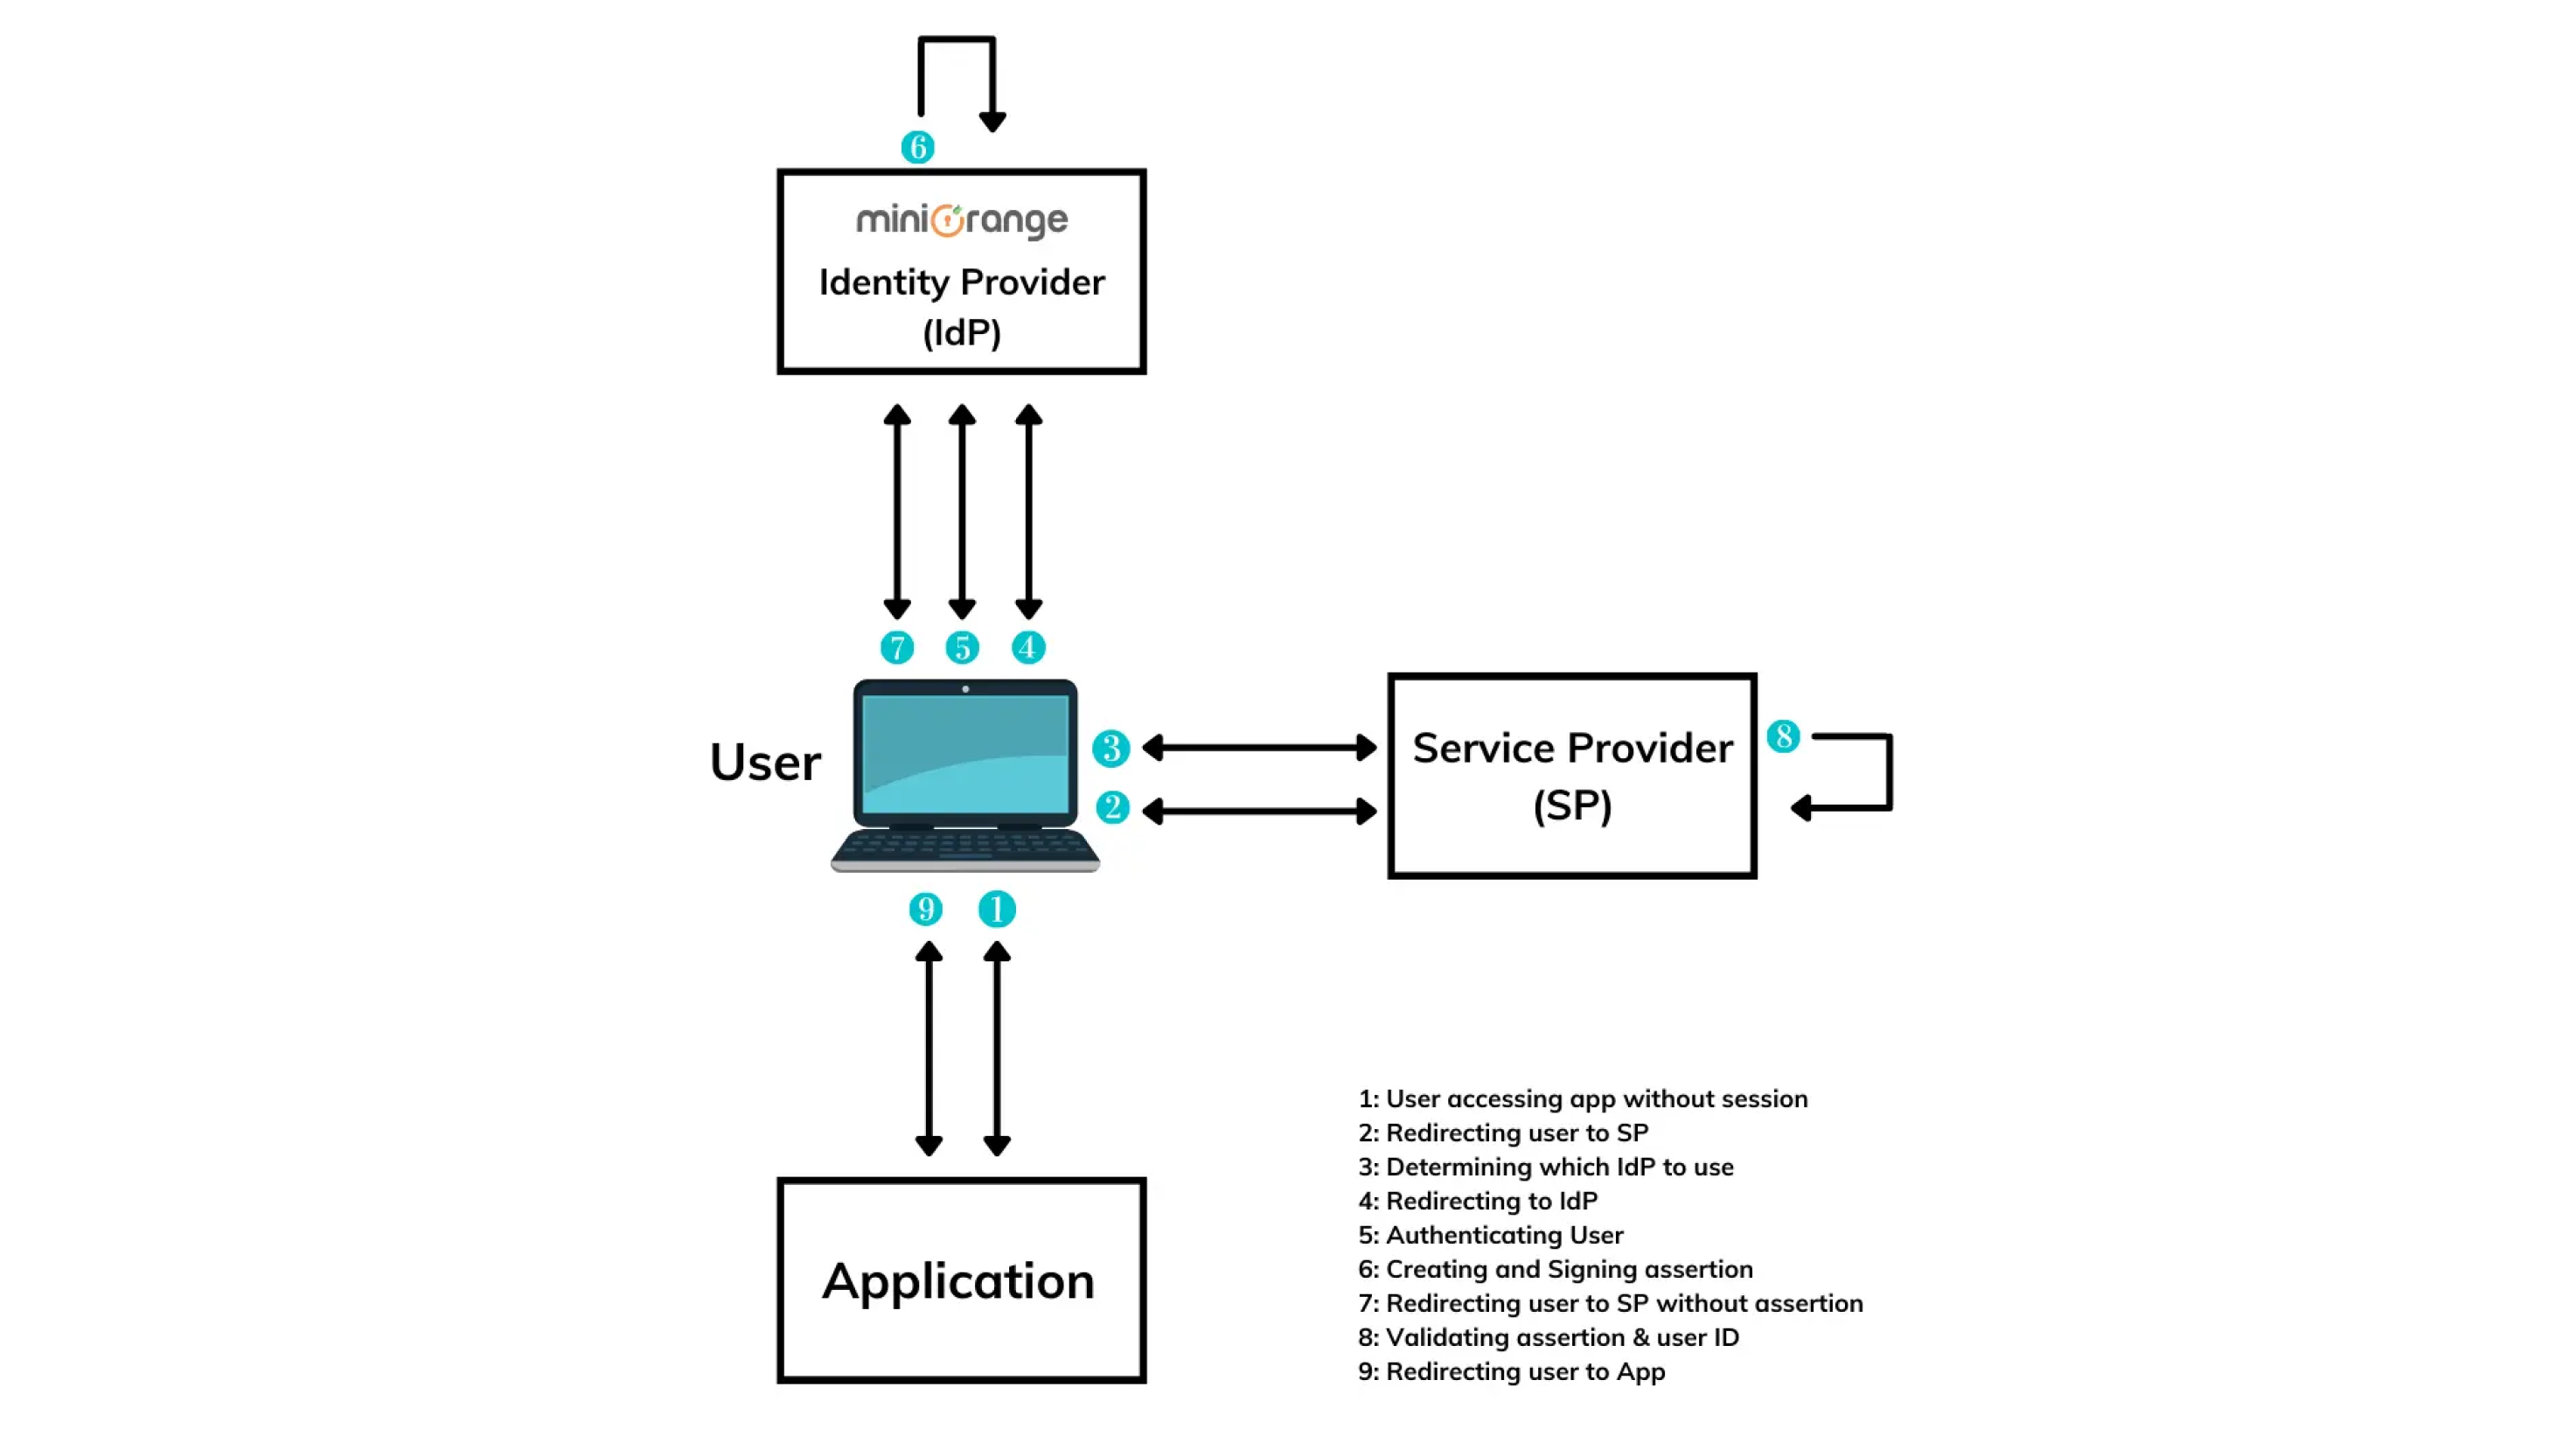 6
miniOrange
Identity Provider
(IdP)
7 5 4
User
3
2
Service Provider
(SP)
8
9 1
Application
1: User accessing app without session
2: Redirecting user to SP
3: Determining which IdP to use
4: Redirecting to IdP
5: Authenticating User
6: Creating and Signing assertion
7: Redirecting user to SP without assertion
8: Validating assertion & user ID
9: Redirecting user to App